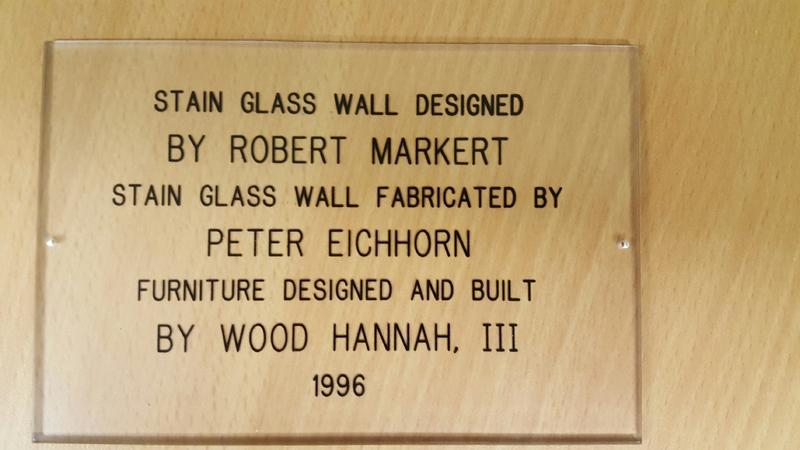 STAIN GLASS WALL DESIGNED
BY ROBERT MARKERT
STAIN GLASS WALL FABRICATED BY
PETER EICHHORN
FURNITURE DESIGNED AND BUILT
BY WOOD HANNAH, III
1996